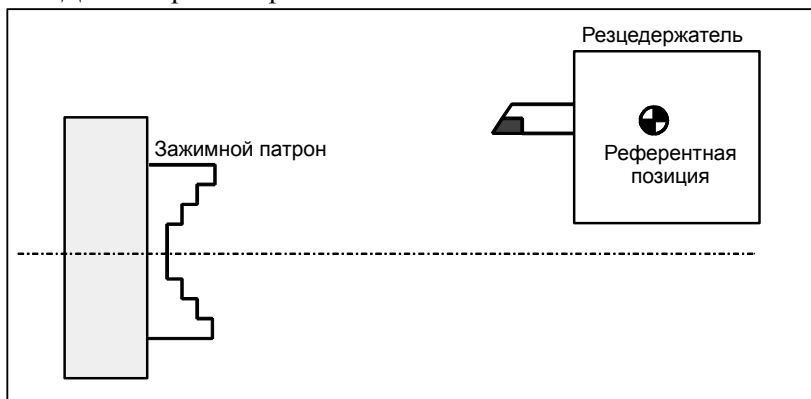 Резцедержатель
Зажимной патрон
Референтная
позиция